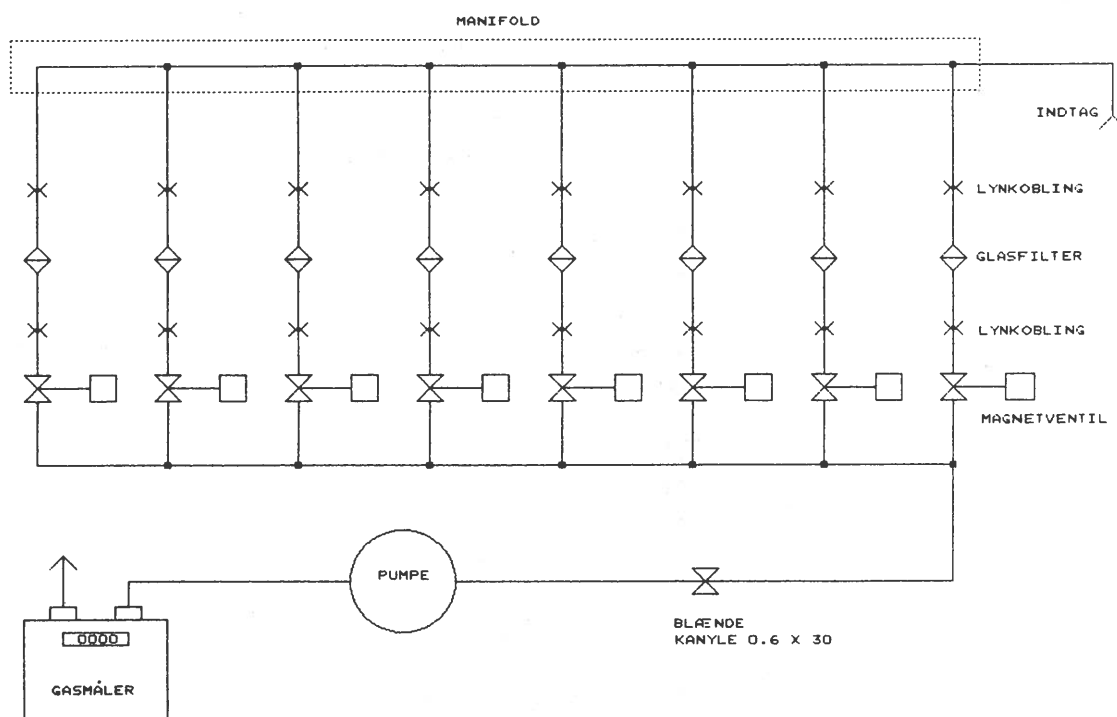 MANIFOLD
INDTAG
LYNKOBLING
GLASFILTER
LYNKOBLING
MAGNETVENTIL
PUMPE
BLÆNDE
KANYLE 0.6 X 30
0000
GASMÅLER